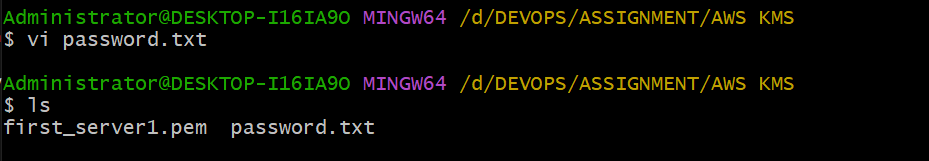 Administrator@DESKTOP-I16IA9O MINGW64 /d/DEVOPS/ASSIGNMENT/AWS KMS
$ vi password.txt
Administrator@DESKTOP-I16IA9O MINGW64 /d/DEVOPS/ASSIGNMENT/AWS KMS
$ ls
first_server1.pem  password.txt